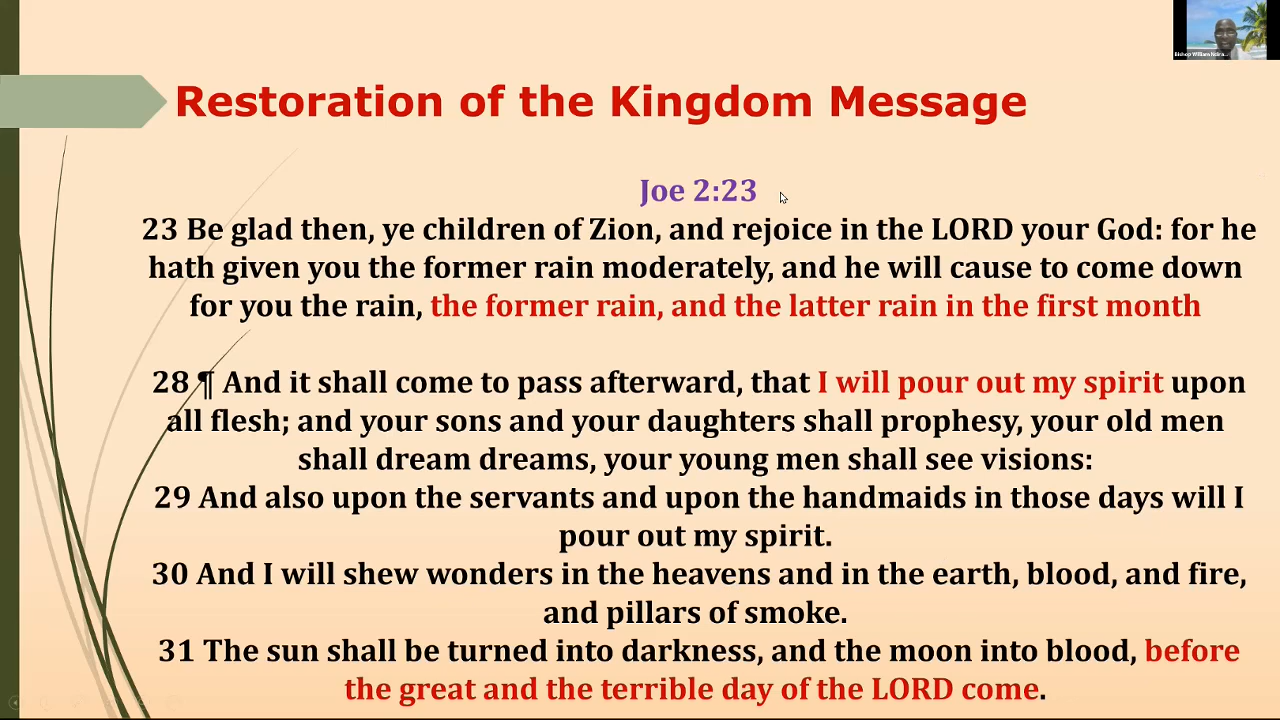 Bishop William Ndira...
Restoration of the Kingdom Message
Joe 2:23
23 Be glad then, ye children of Zion, and rejoice in the LORD your God: for he
hath given you the former rain moderately, and he will cause to come down
for you the rain, the former rain, and the latter rain in the first month
28 ¶ And it shall come to pass afterward, that I will pour out my spirit upon
all flesh; and your sons and your daughters shall prophesy, your old men
shall dream dreams, your young men shall see visions:
29 And also upon the servants and upon the handmaids in those days will I
pour out my spirit.
30 And I will shew wonders in the heavens and in the earth, blood, and fire,
and pillars of smoke.
31 The sun shall be turned into darkness, and the moon into blood, before
the great and the terrible day of the LORD come.